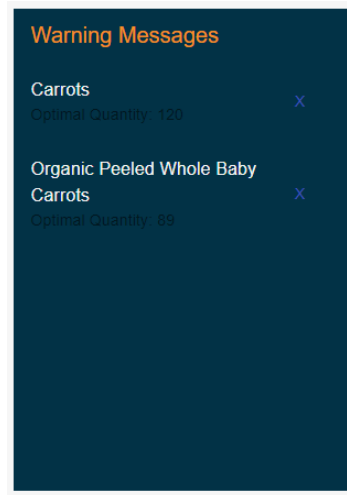 Warning Messages
Carrots
X
Optimal Quantity: 120
Organic Peeled Whole Baby
Carrots
X
Optimal Quantity: 89